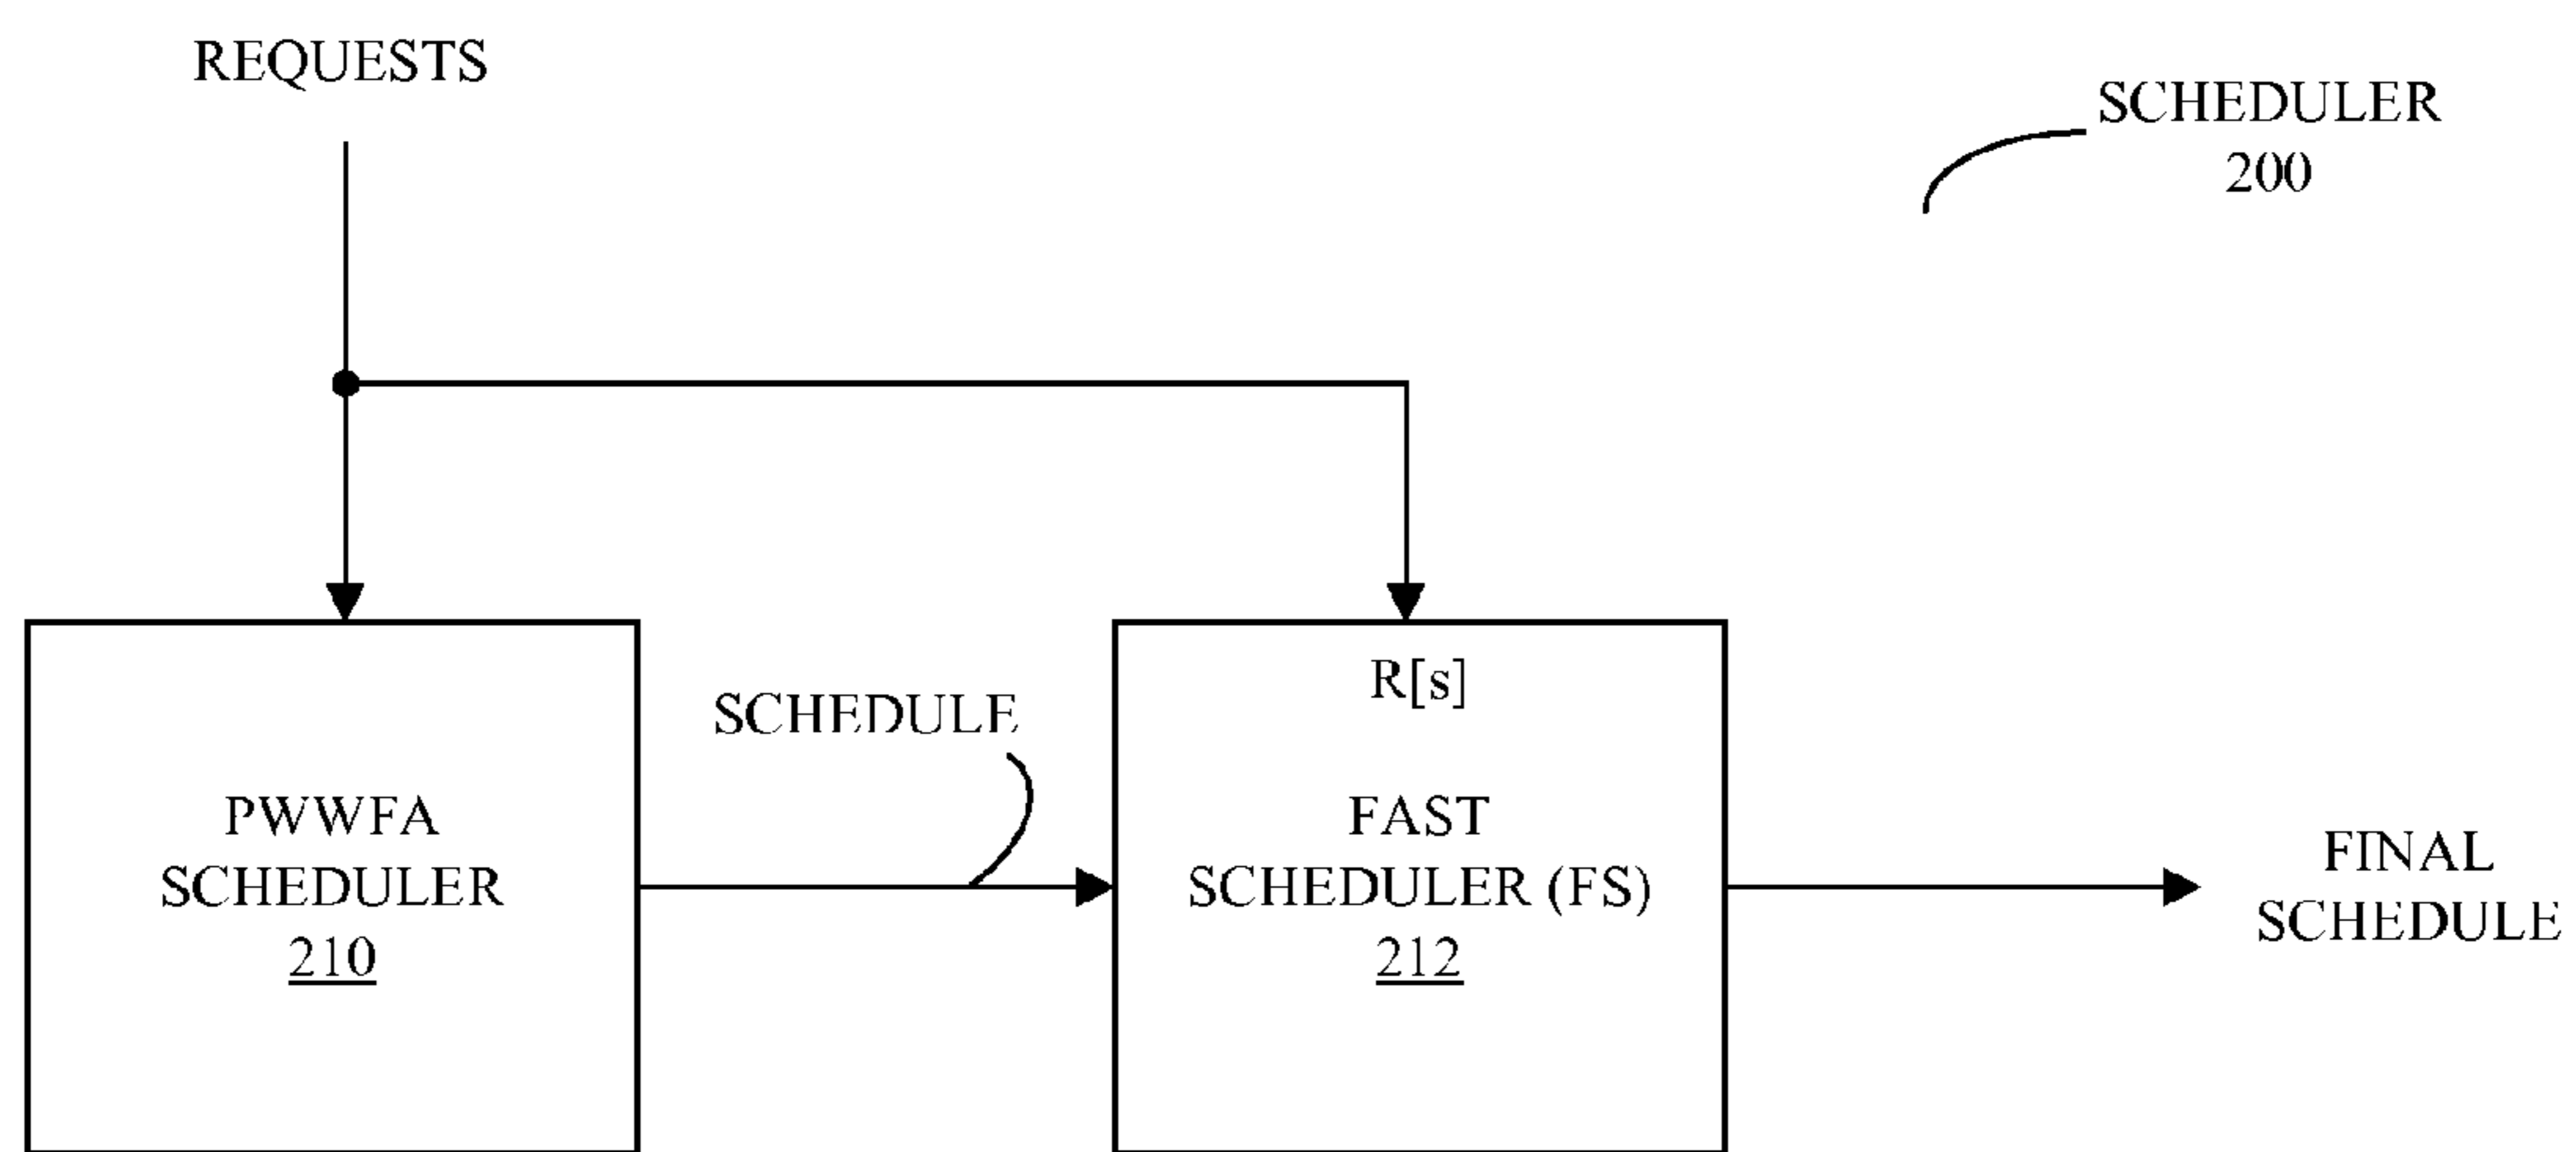 REQUESTS
SCHEDULER
200
R[s]
SCHEDULE
PWWFA
SCHEDULER
210
FAST
SCHEDULER (FS)
212
FINAL
SCHEDULE